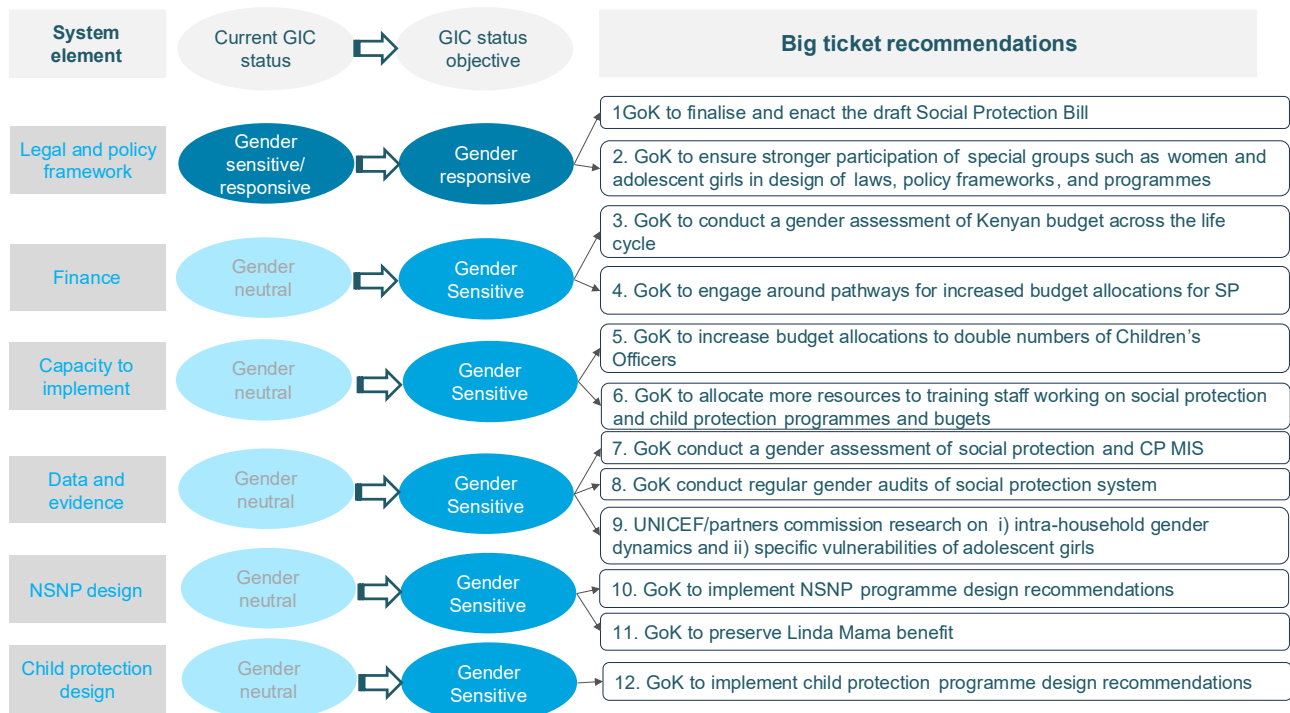 System
element
Current GIC
status
GIC status
objective
Big ticket recommendations
Legal and policy
framework
Gender
sensitive/
responsive
Gender
responsive
1GoK to finalise and enact the draft Social Protection Bill
2. GoK to ensure stronger participation of special groups such as women and
adolescent girls in design of laws, policy frameworks, and programmes
Finance
Gender
neutral
Gender
Sensitive
3. GoK to conduct a gender assessment of Kenyan budget across the life
cycle
4. GoK to engage around pathways for increased budget allocations for SP
Capacity to
implement
Gender
neutral
Gender
Sensitive
5. GoK to increase budget allocations to double numbers of Children’s
Officers
6. GoK to allocate more resources to training staff working on social protection
and child protection programmes and bugets
Data and
evidence
Gender
neutral
Gender
Sensitive
7. GoK conduct a gender assessment of social protection and CP MIS
8. GoK conduct regular gender audits of social protection system
9. UNICEF/partners commission research on i) intra-household gender
dynamics and ii) specific vulnerabilities of adolescent girls
NSNP design
Gender
neutral
Gender
Sensitive
10. GoK to implement NSNP programme design recommendations
11. GoK to preserve Linda Mama benefit
Child protection
design
Gender
neutral
Gender
Sensitive
12. GoK to implement child protection programme design recommendations